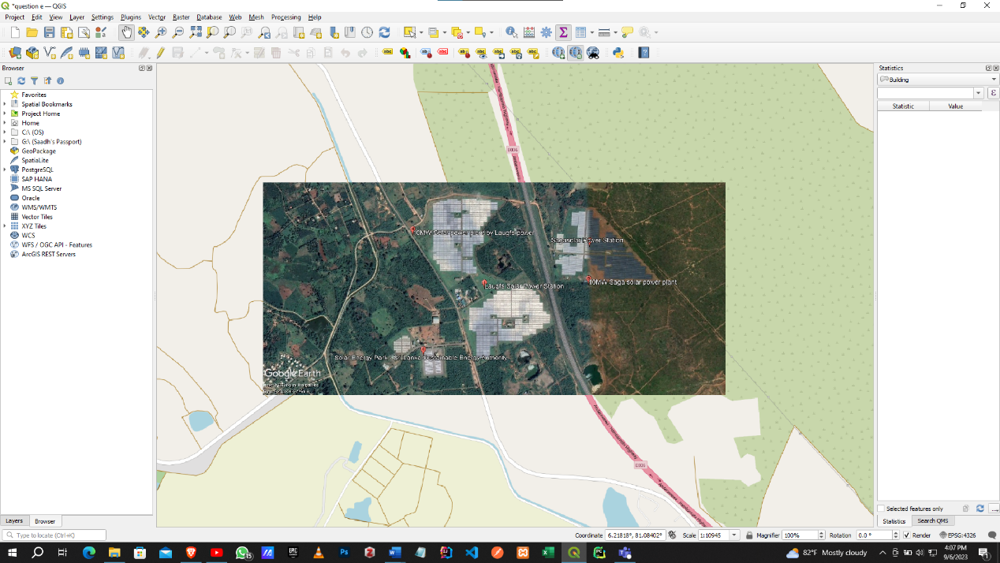 *question e — QGIS
Project Edit View Layer Settings Plugins Vector Raster Database Web Mesh Processing Help
Browser
Favorites
Spatial Bookmarks
Project Home
Home
C:\ (OS)
G:\ (Saadh's Passport)
GeoPackage
SpatiaLite
PostgreSQL
SAP HANA
MS SQL Server
Oracle
WMS/WMTS
Vector Tiles
XYZ Tiles
WCS
WFS / OGC API - Features
ArcGIS REST Servers
Layers Browser
E006
0MW Solar power plant by Laugfs power
Sagasolar Power Station
10MW Saga solar power plant
Laugfs Solar Power Station
Solar Energy Park - Sri Lanka Sustainable Energy Authority
Google Earth
E006
Statistics
Building
Statistic Value
Selected features only
Statistics Search QMS
Type to locate (Ctrl+K)
Coordinate 6.21818°, 81.08402° Scale 1:10945 Magnifier 100% Rotation 0.0 ° Render EPSG:4326
15
82°F Mostly cloudy
4:07 PM
9/6/2023